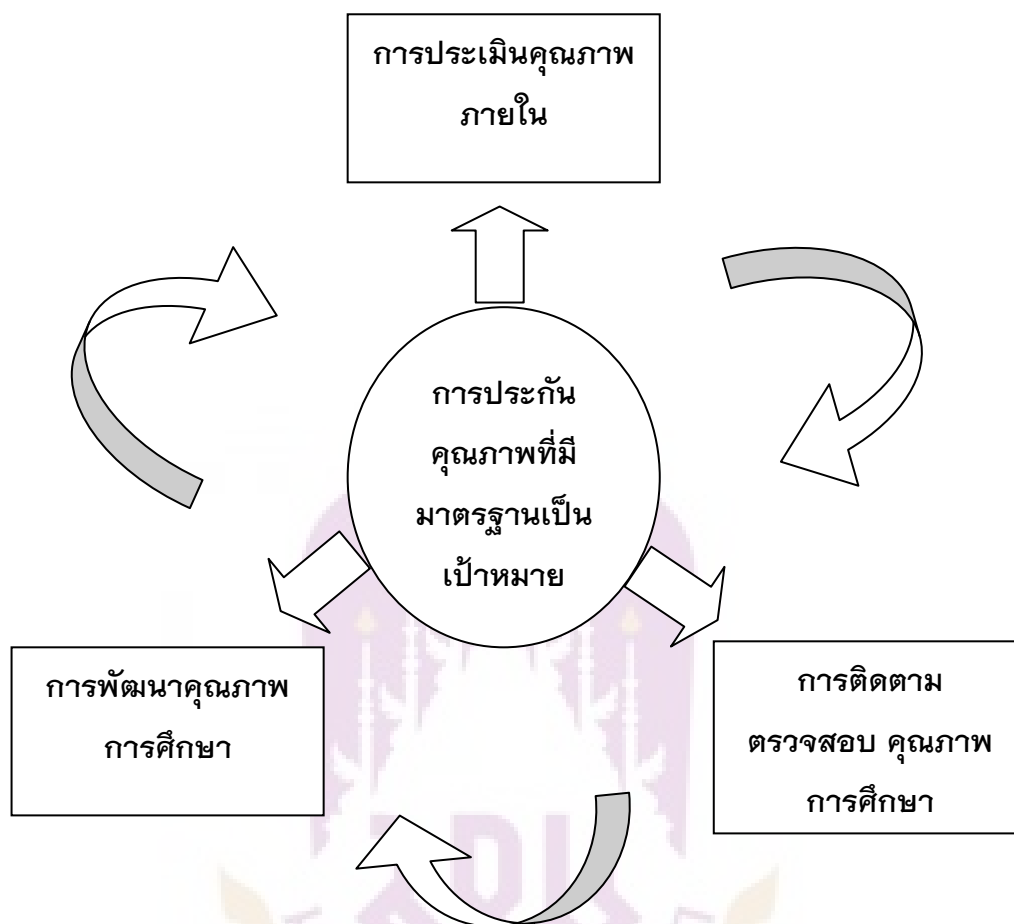 การประเมินคุณภาพ
ภายใน
การประกัน
คุณภาพที่มี
มาตรฐานเป็น
เป้าหมาย
การพัฒนาคุณภาพ
การศึกษา
การติดตาม
ตรวจสอบ คุณภาพ
การศึกษา